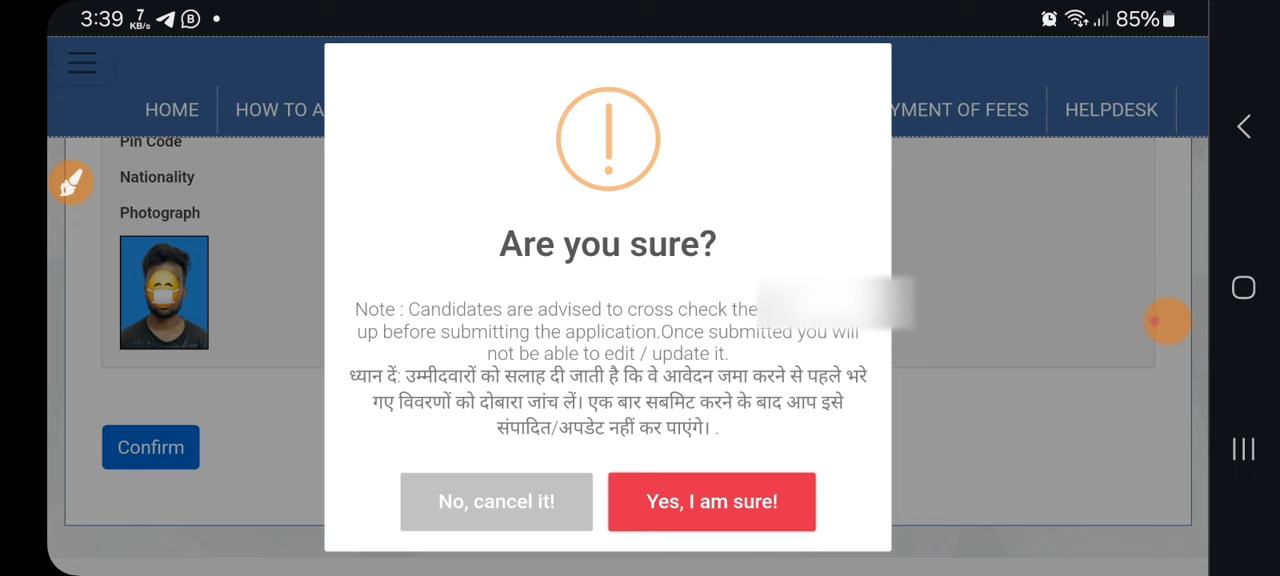 3:39 7 KB/s B
85%
HOME
HOW TO A
YMENT OF FEES
HELPDESK
Pin Code
Nationality
Photograph
Are you sure?
Note : Candidates are advised to cross check the
up before submitting the application.Once submitted you will
not be able to edit / update it.
ध्यान दें: उम्मीदवारों को सलाह दी जाती है कि वे आवेदन जमा करने से पहले भरे
गए विवरणों को दोबारा जांच लें। एक बार सबमिट करने के बाद आप इसे
संपादित/अपडेट नहीं कर पाएंगे। .
Confirm
No, cancel it!
Yes, I am sure!